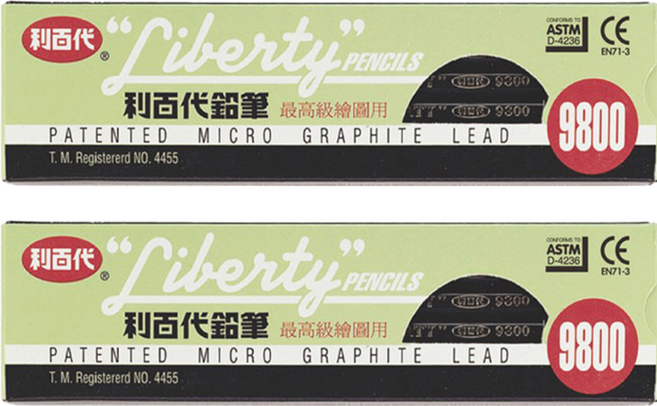 利百代
®
"Liberty"
PENCILS
CONFORMS TO
ASTM
D-4236
CE
EN71-3
9800
利百代鉛筆 最高級繪圖用
9800
PATENTED MICRO GRAPHITE LEAD
T. M. Registererd NO. 4455
利百代
®
"Liberty"
PENCILS
CONFORMS TO
ASTM
D-4236
CE
EN71-3
9800
利百代鉛筆 最高級繪圖用
9800
PATENTED MICRO GRAPHITE LEAD
T. M. Registererd NO. 4455